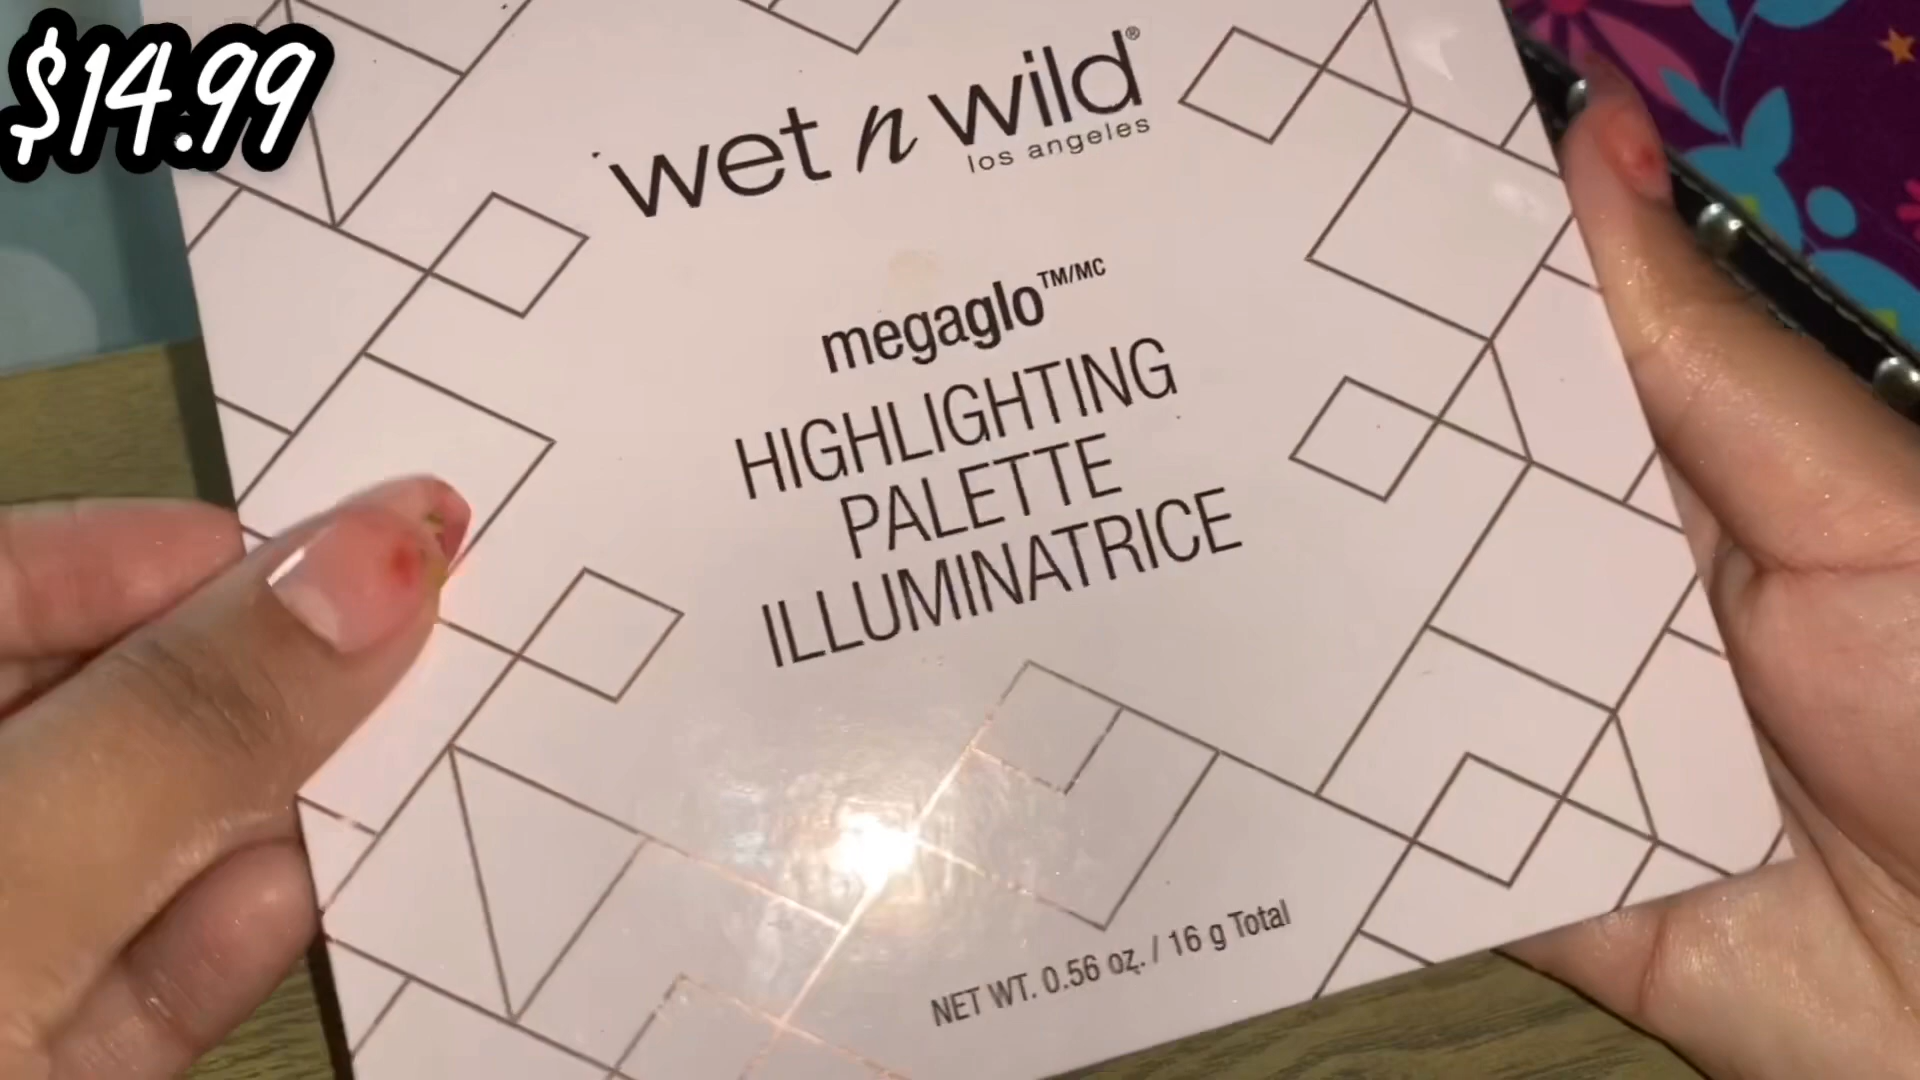 $14.99
wet n wild®
los angeles
megaglo™/MC
HIGHLIGHTING
PALETTE
ILLUMINATRICE
NET WT. 0.56 oz. / 16 g Total